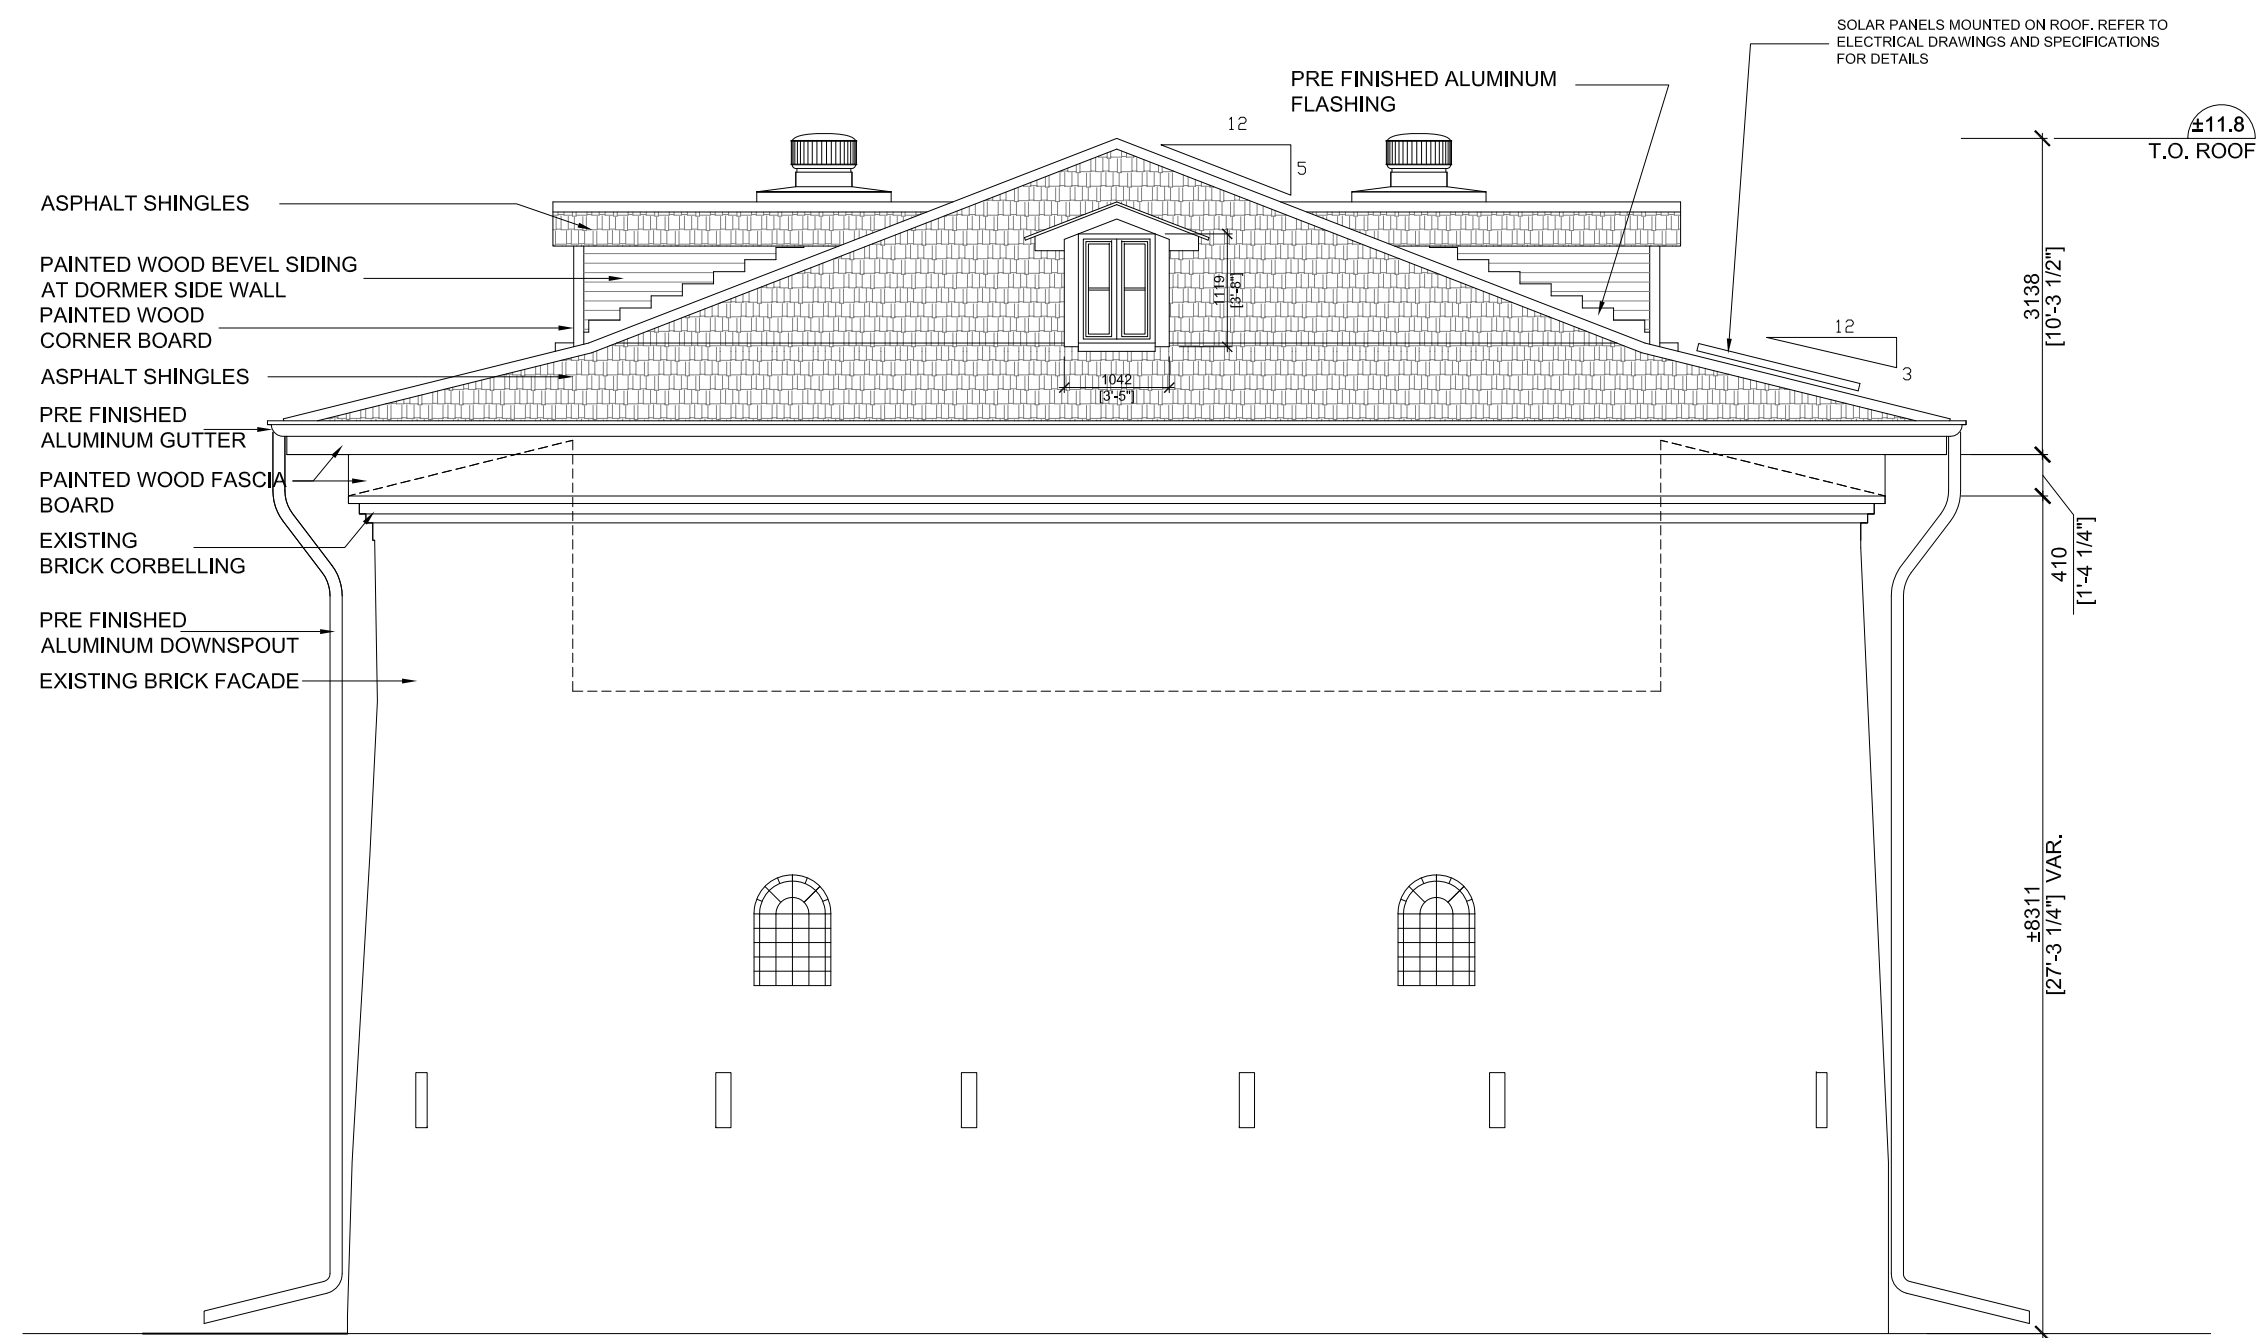 SOLAR PANELS MOUNTED ON ROOF. REFER TO
ELECTRICAL DRAWINGS AND SPECIFICATIONS
FOR DETAILS
PRE FINISHED ALUMINUM
FLASHING
12
5
±11.8
T.O. ROOF
ASPHALT SHINGLES
PAINTED WOOD BEVEL SIDING
AT DORMER SIDE WALL
PAINTED WOOD
CORNER BOARD
ASPHALT SHINGLES
PRE FINISHED
ALUMINUM GUTTER
PAINTED WOOD FASCIA
BOARD
EXISTING
BRICK CORBELLING
PRE FINISHED
ALUMINUM DOWNSPOUT
EXISTING BRICK FACADE
1119
[3'-8"]
1042
[3'-5"]
12
3
3138
[10'-3 1/2"]
410
[1'-4 1/4"]
±8311
[27'-3 1/4"] VAR.